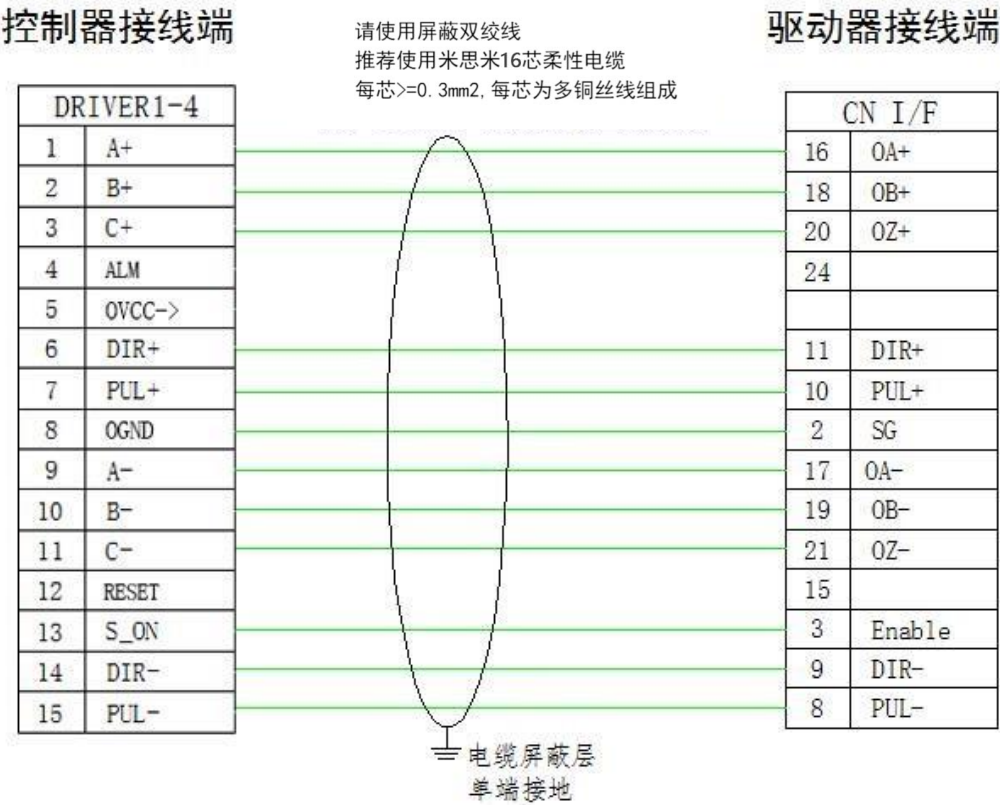 控制器接线端
请使用屏蔽双绞线
推荐使用米思米16芯柔性电缆
每芯>=0.3mm2,每芯为多铜丝线组成
驱动器接线端
DRIVER1-4
1 A+
2 B+
3 C+
4 ALM
5 OVCC->
6 DIR+
7 PUL+
8 OGND
9 A-
10 B-
11 C-
12 RESET
13 S_ON
14 DIR-
15 PUL-
CN I/F
16 OA+
18 OB+
20 OZ+
24
11 DIR+
10 PUL+
2 SG
17 OA-
19 OB-
21 OZ-
15
3 Enable
9 DIR-
8 PUL-
电缆屏蔽层
单端接地